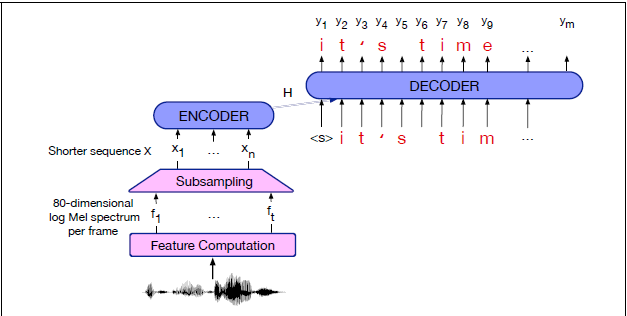 y1 y2 y3 y4 y5 y6 y7 y8 y9 ym
i t ‘ s t i m e …
DECODER
H
ENCODER
<s> i t ‘ s t i m …
Shorter sequence X x1 … xn
Subsampling
80-dimensional
log Mel spectrum f1 … ft
per frame
Feature Computation